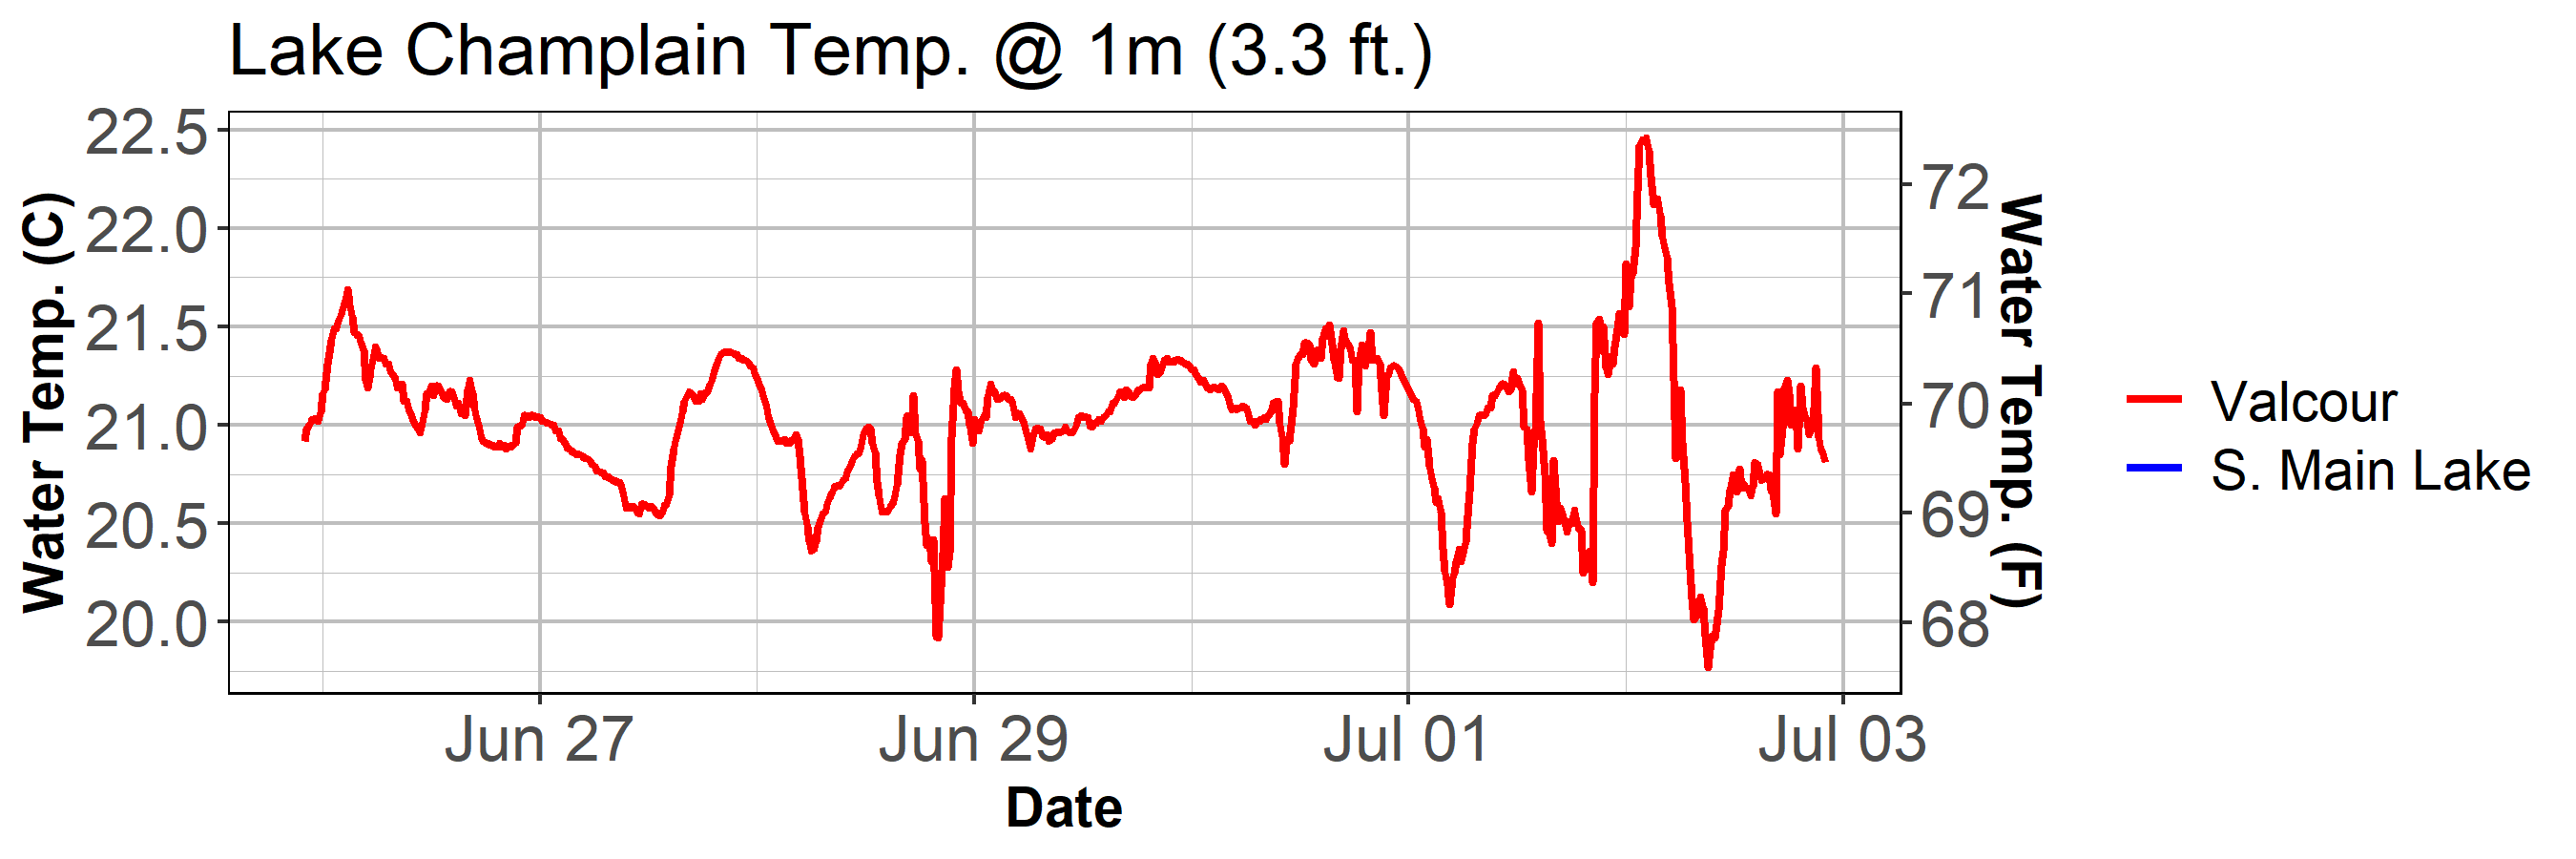 Lake Champlain Temp. @ 1m (3.3 ft.)
Water Temp. (C)
22.5
22.0
21.5
21.0
20.5
20.0
72
71
70
69
68
Water Temp. (F)
Jun 27
Jun 29
Jul 01
Jul 03
Date
Valcour
S. Main Lake